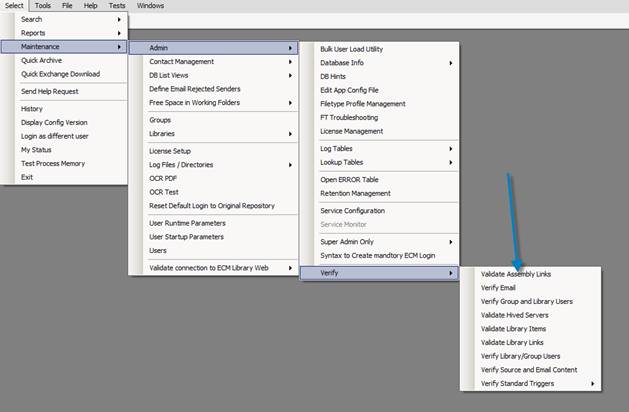 Select Tools File Help Tests Windows
Search
Reports
Maintenance
Quick Archive
Quick Exchange Download
Send Help Request
History
Display Config Version
Login as different user
My Status
Test Process Memory
Exit
Admin
Contact Management
DB List Views
Define Email Rejected Senders
Free Space in Working Folders
Groups
Libraries
License Setup
Log Files / Directories
OCR PDF
OCR Test
Reset Default Login to Original Repository
User Runtime Parameters
User Startup Parameters
Users
Validate connection to ECM Library Web
Bulk User Load Utility
Database Info
DB Hints
Edit App Config File
Filetype Profile Management
FT Troubleshooting
License Management
Log Tables
Lookup Tables
Open ERROR Table
Retention Management
Service Configuration
Service Monitor
Super Admin Only
Syntax to Create mandtory ECM Login
Verify
Validate Assembly Links
Verify Email
Verify Group and Library Users
Validate Hived Servers
Validate Library Items
Validate Library Links
Verify Library/Group Users
Verify Source and Email Content
Verify Standard Triggers